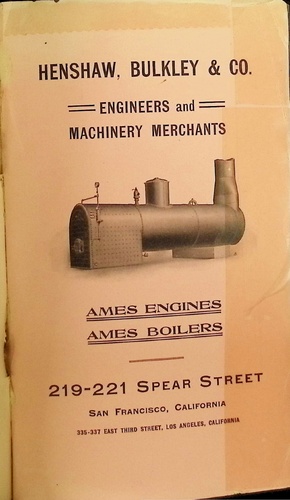 HENSHAW, BULKLEY & CO.
ENGINEERS and
MACHINERY MERCHANTS
AMES ENGINES
AMES BOILERS
219-221 SPEAR STREET
SAN FRANCISCO, CALIFORNIA
335-337 EAST THIRD STREET, LOS ANGELES, CALIFORNIA